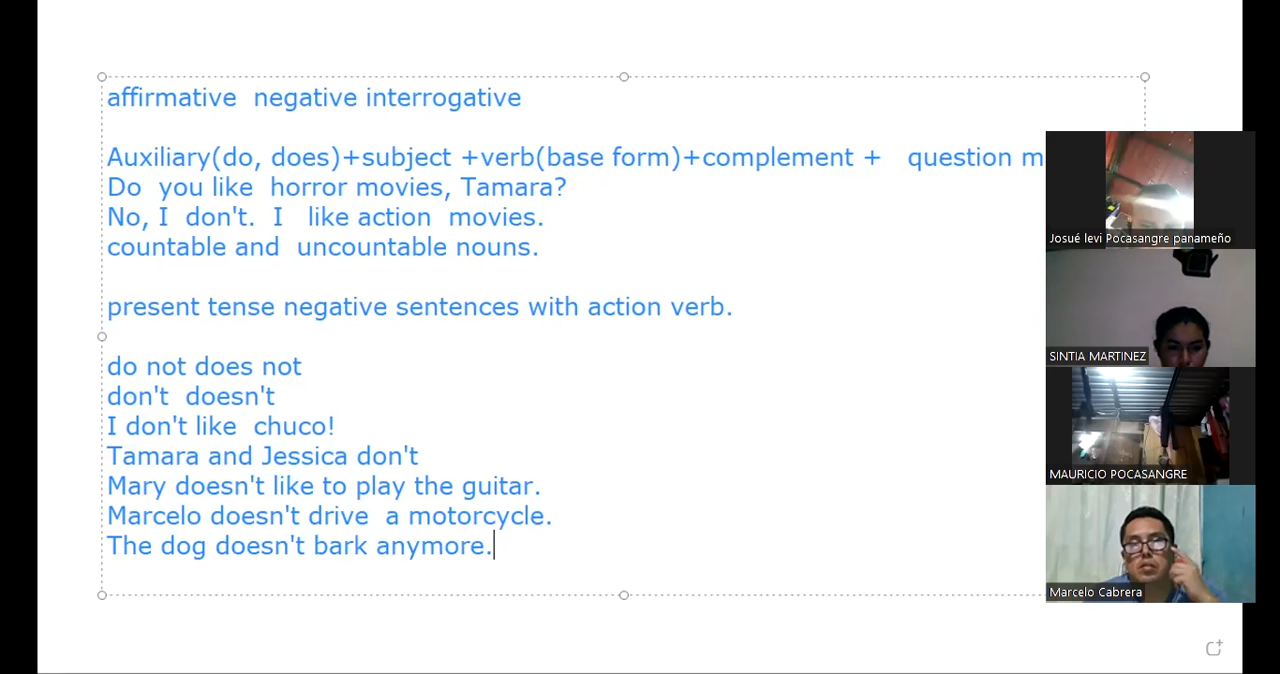 affirmative  negative interrogative
Auxiliary(do, does)+subject +verb(base form)+complement +   question m
Do  you like  horror movies, Tamara?
No, I  don't.  I   like action  movies.
countable and  uncountable nouns.
present tense negative sentences with action verb.
do not does not
don't  doesn't
I don't like  chuco!
Tamara and Jessica don't
Mary doesn't like to play the guitar.
Marcelo doesn't drive  a motorcycle.
The dog doesn't bark anymore.
Josué levi Pocasangre panameño
SINTIA MARTINEZ
MAURICIO POCASANGRE
Marcelo Cabrera